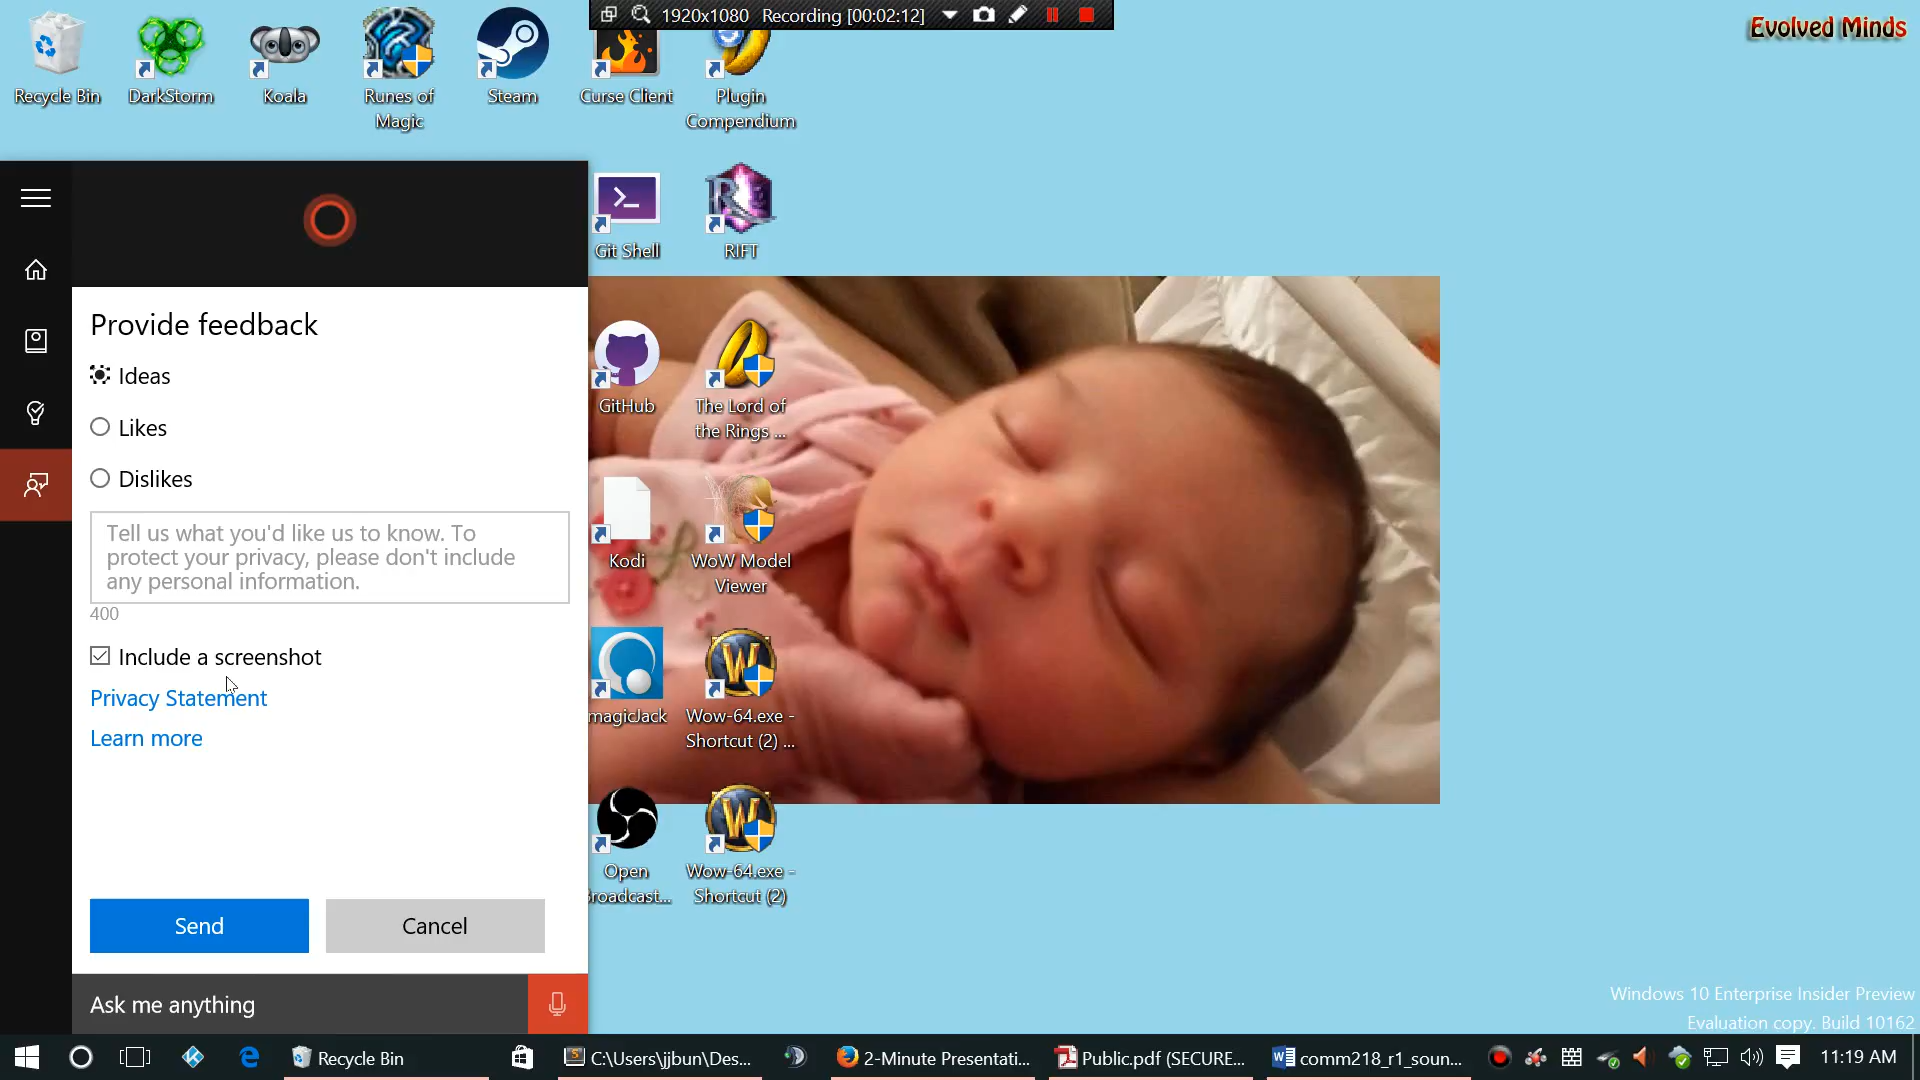 1920x1080 Recording [00:02:12]
Evolved Minds
Recycle Bin
DarkStorm
Koala
Runes of
Magic
Steam
Curse Client
Plugin
Compendium
Git Shell
RIFT
GitHub
The Lord of
the Rings ...
Kodi
WoW Model
Viewer
magicJack
Wow-64.exe -
Shortcut (2) ...
Open
Broadcast...
Wow-64.exe -
Shortcut (2)
Provide feedback
Ideas
Likes
Dislikes
Tell us what you'd like us to know. To
protect your privacy, please don't include
any personal information.
400
Include a screenshot
Privacy Statement
Learn more
Send
Cancel
Ask me anything
Windows 10 Enterprise Insider Preview
Evaluation copy. Build 10162
Recycle Bin
C:\Users\jjbun\Des...
2-Minute Presentati...
Public.pdf (SECURE...
comm218_r1_soun...
11:19 AM